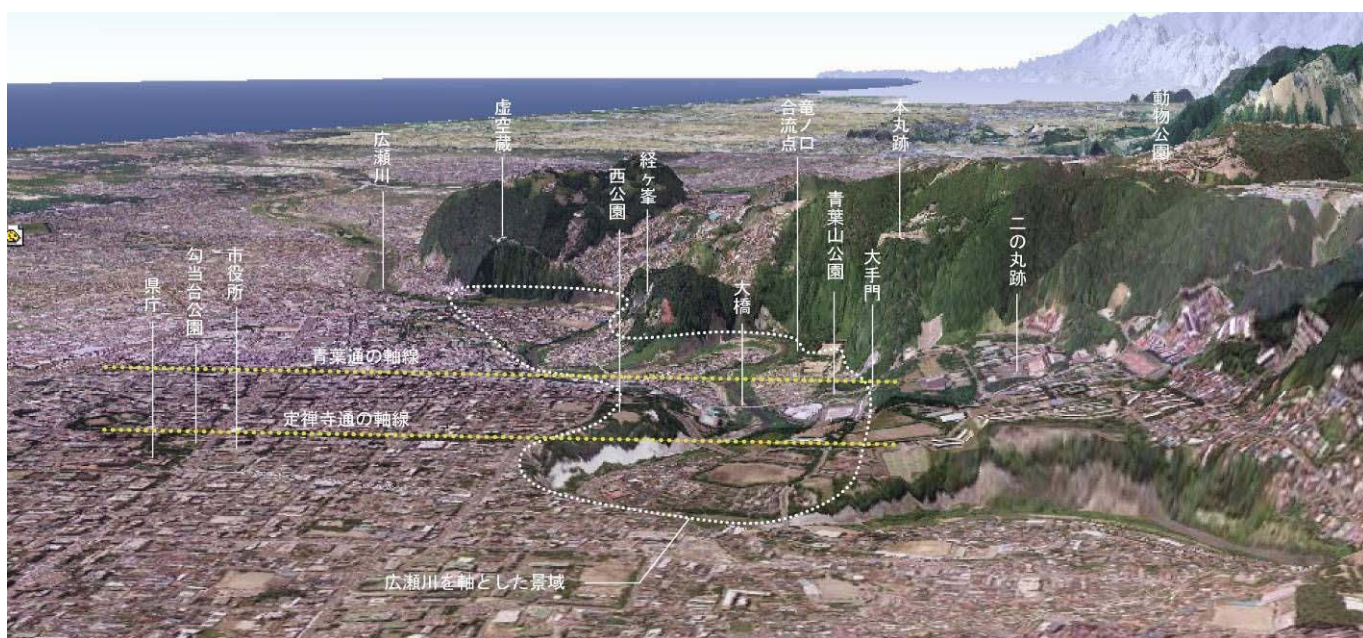 広瀬川
虚空蔵
西公園
経ヶ峯
竜ノ口
合流点
本丸跡
動物公園
県庁
勾当台公園
市役所
大橋
青葉山公園
大手門
二の丸跡
青葉通の軸線
定禅寺通の軸線
広瀬川を軸とした景域